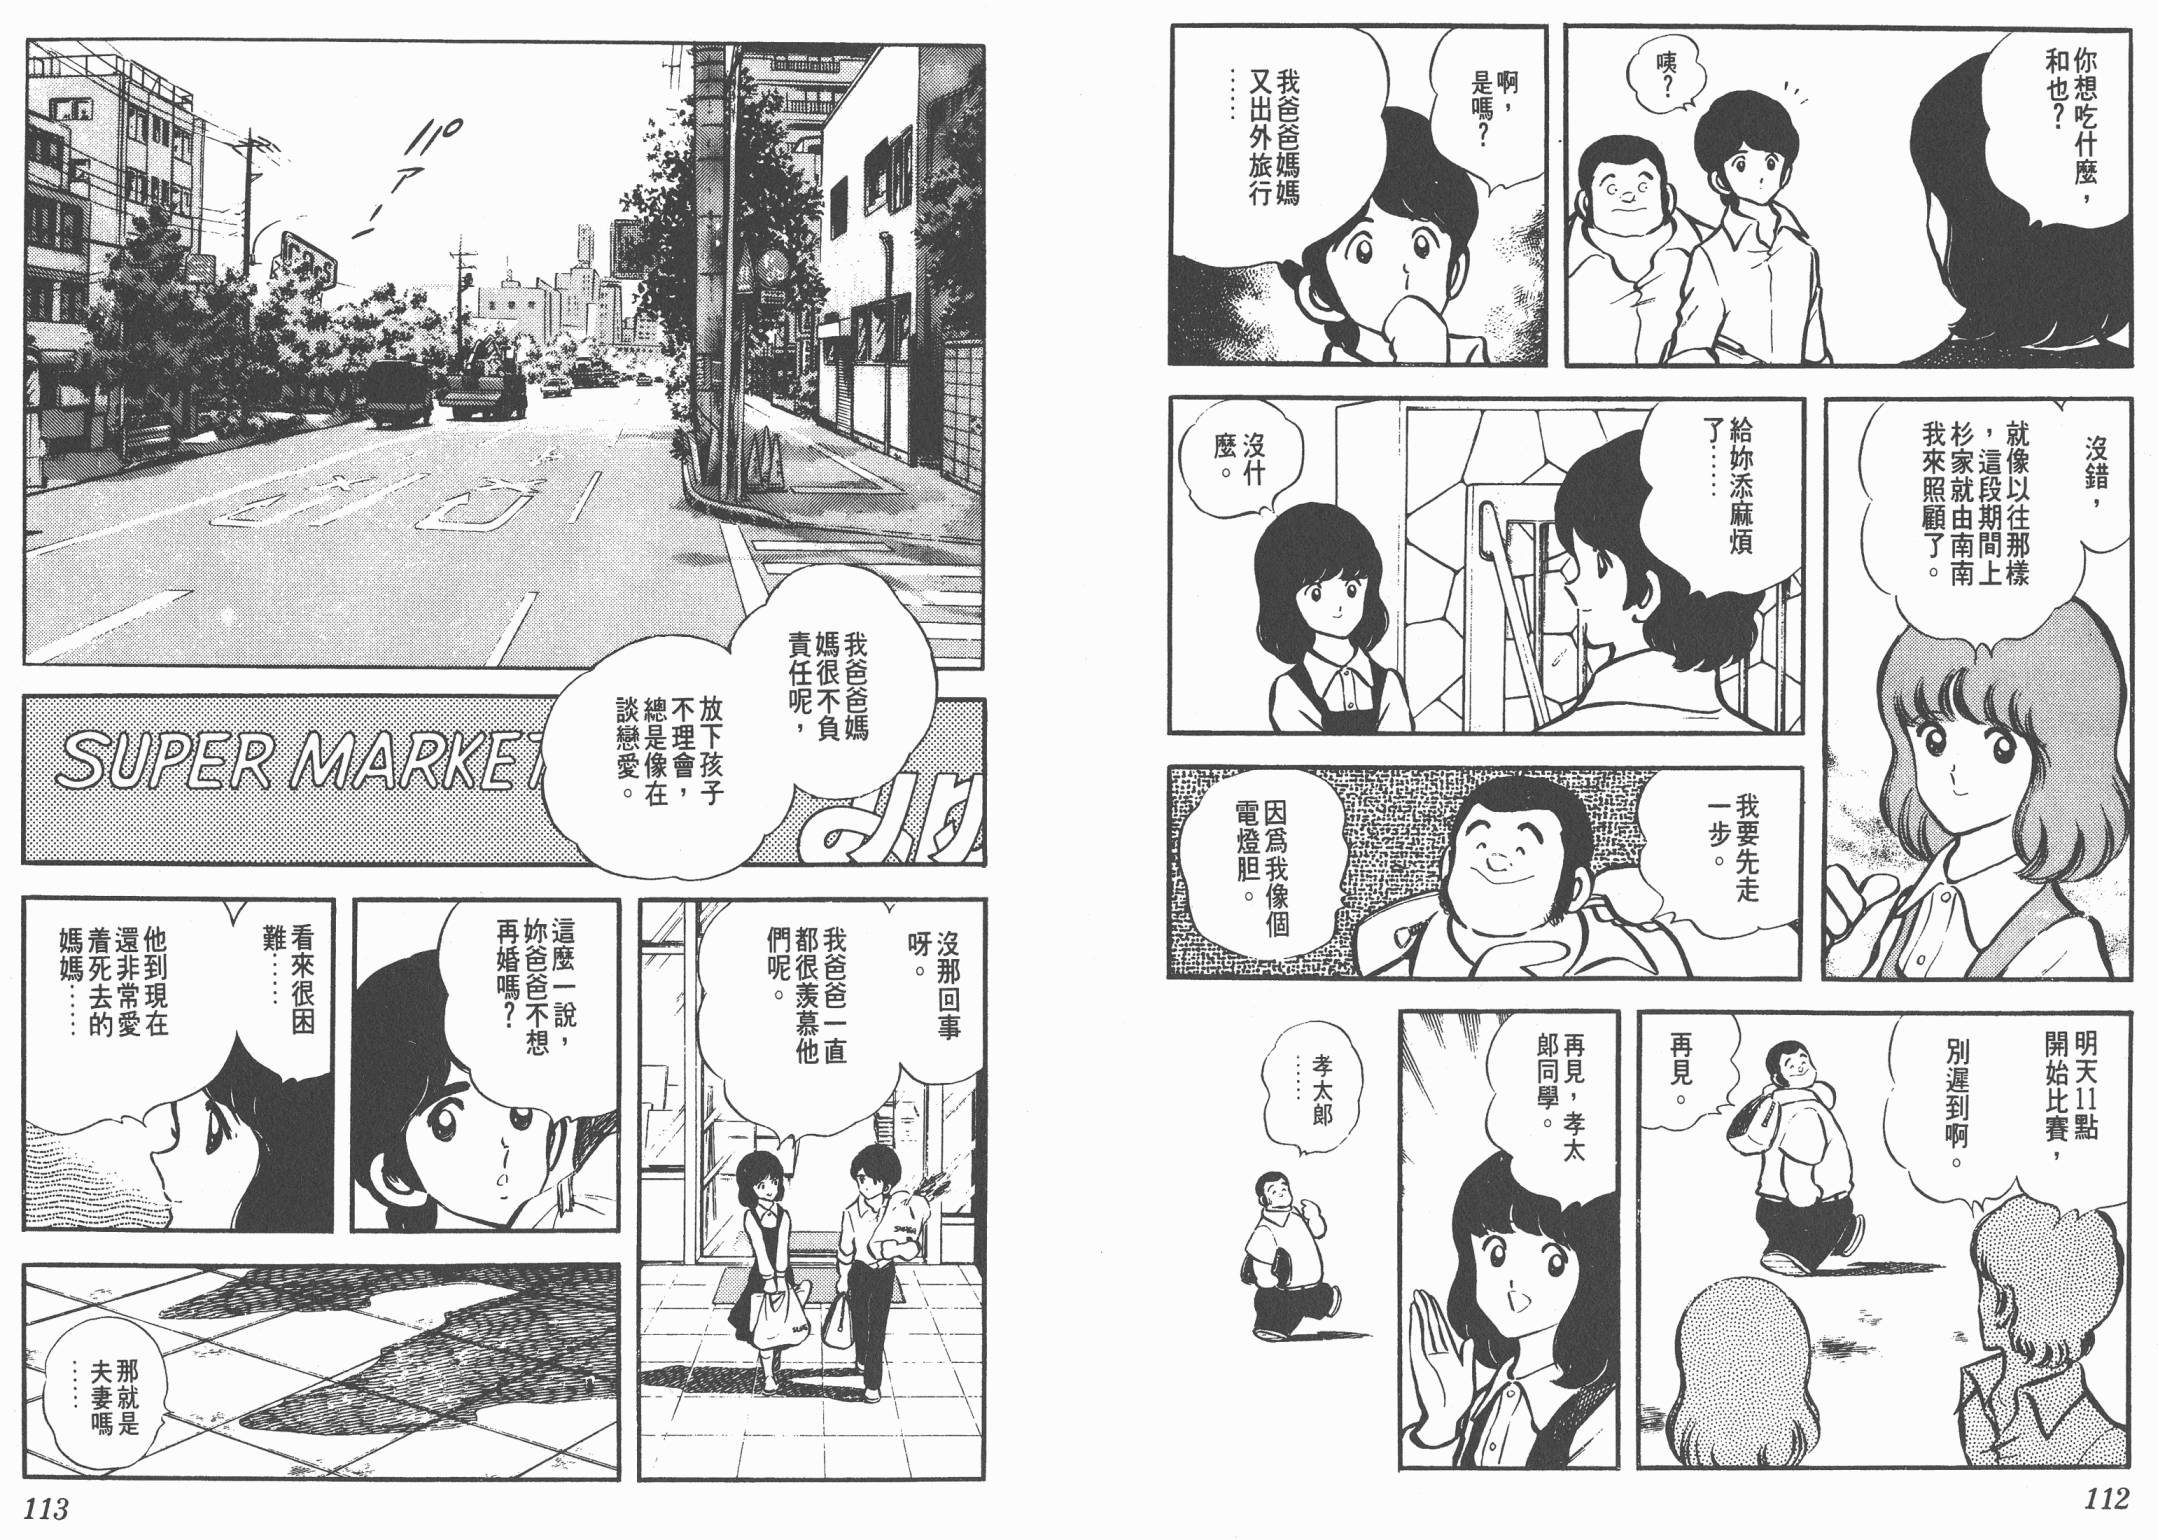 你想吃什麼，
和也？
咦？
啊，
是嗎？
我爸爸媽媽
又出外旅行
……
沒錯，
就像以往那樣
，這段期間上
杉家就由南南
我來照顧了。
給妳添麻煩
了……
沒什
麼。
我要先走
一步。
因爲我像個
電燈胆。
明天11點
開始比賽，
別遲到啊。
再見。
再見，孝太
郎同學。
孝太郎
……
112
パァーッ
我爸爸媽
媽很不負
責任呢，
放下孩子
不理會，
總是像在
談戀愛。
SUPER MARKET
沒那回事
呀。
我爸爸一直
都很羨慕他
們呢。
這麼一說，
妳爸爸不想
再婚嗎？
看來很困
難……
他到現在
還非常愛
着死去的
媽媽……
那就是
夫妻嗎
……
113